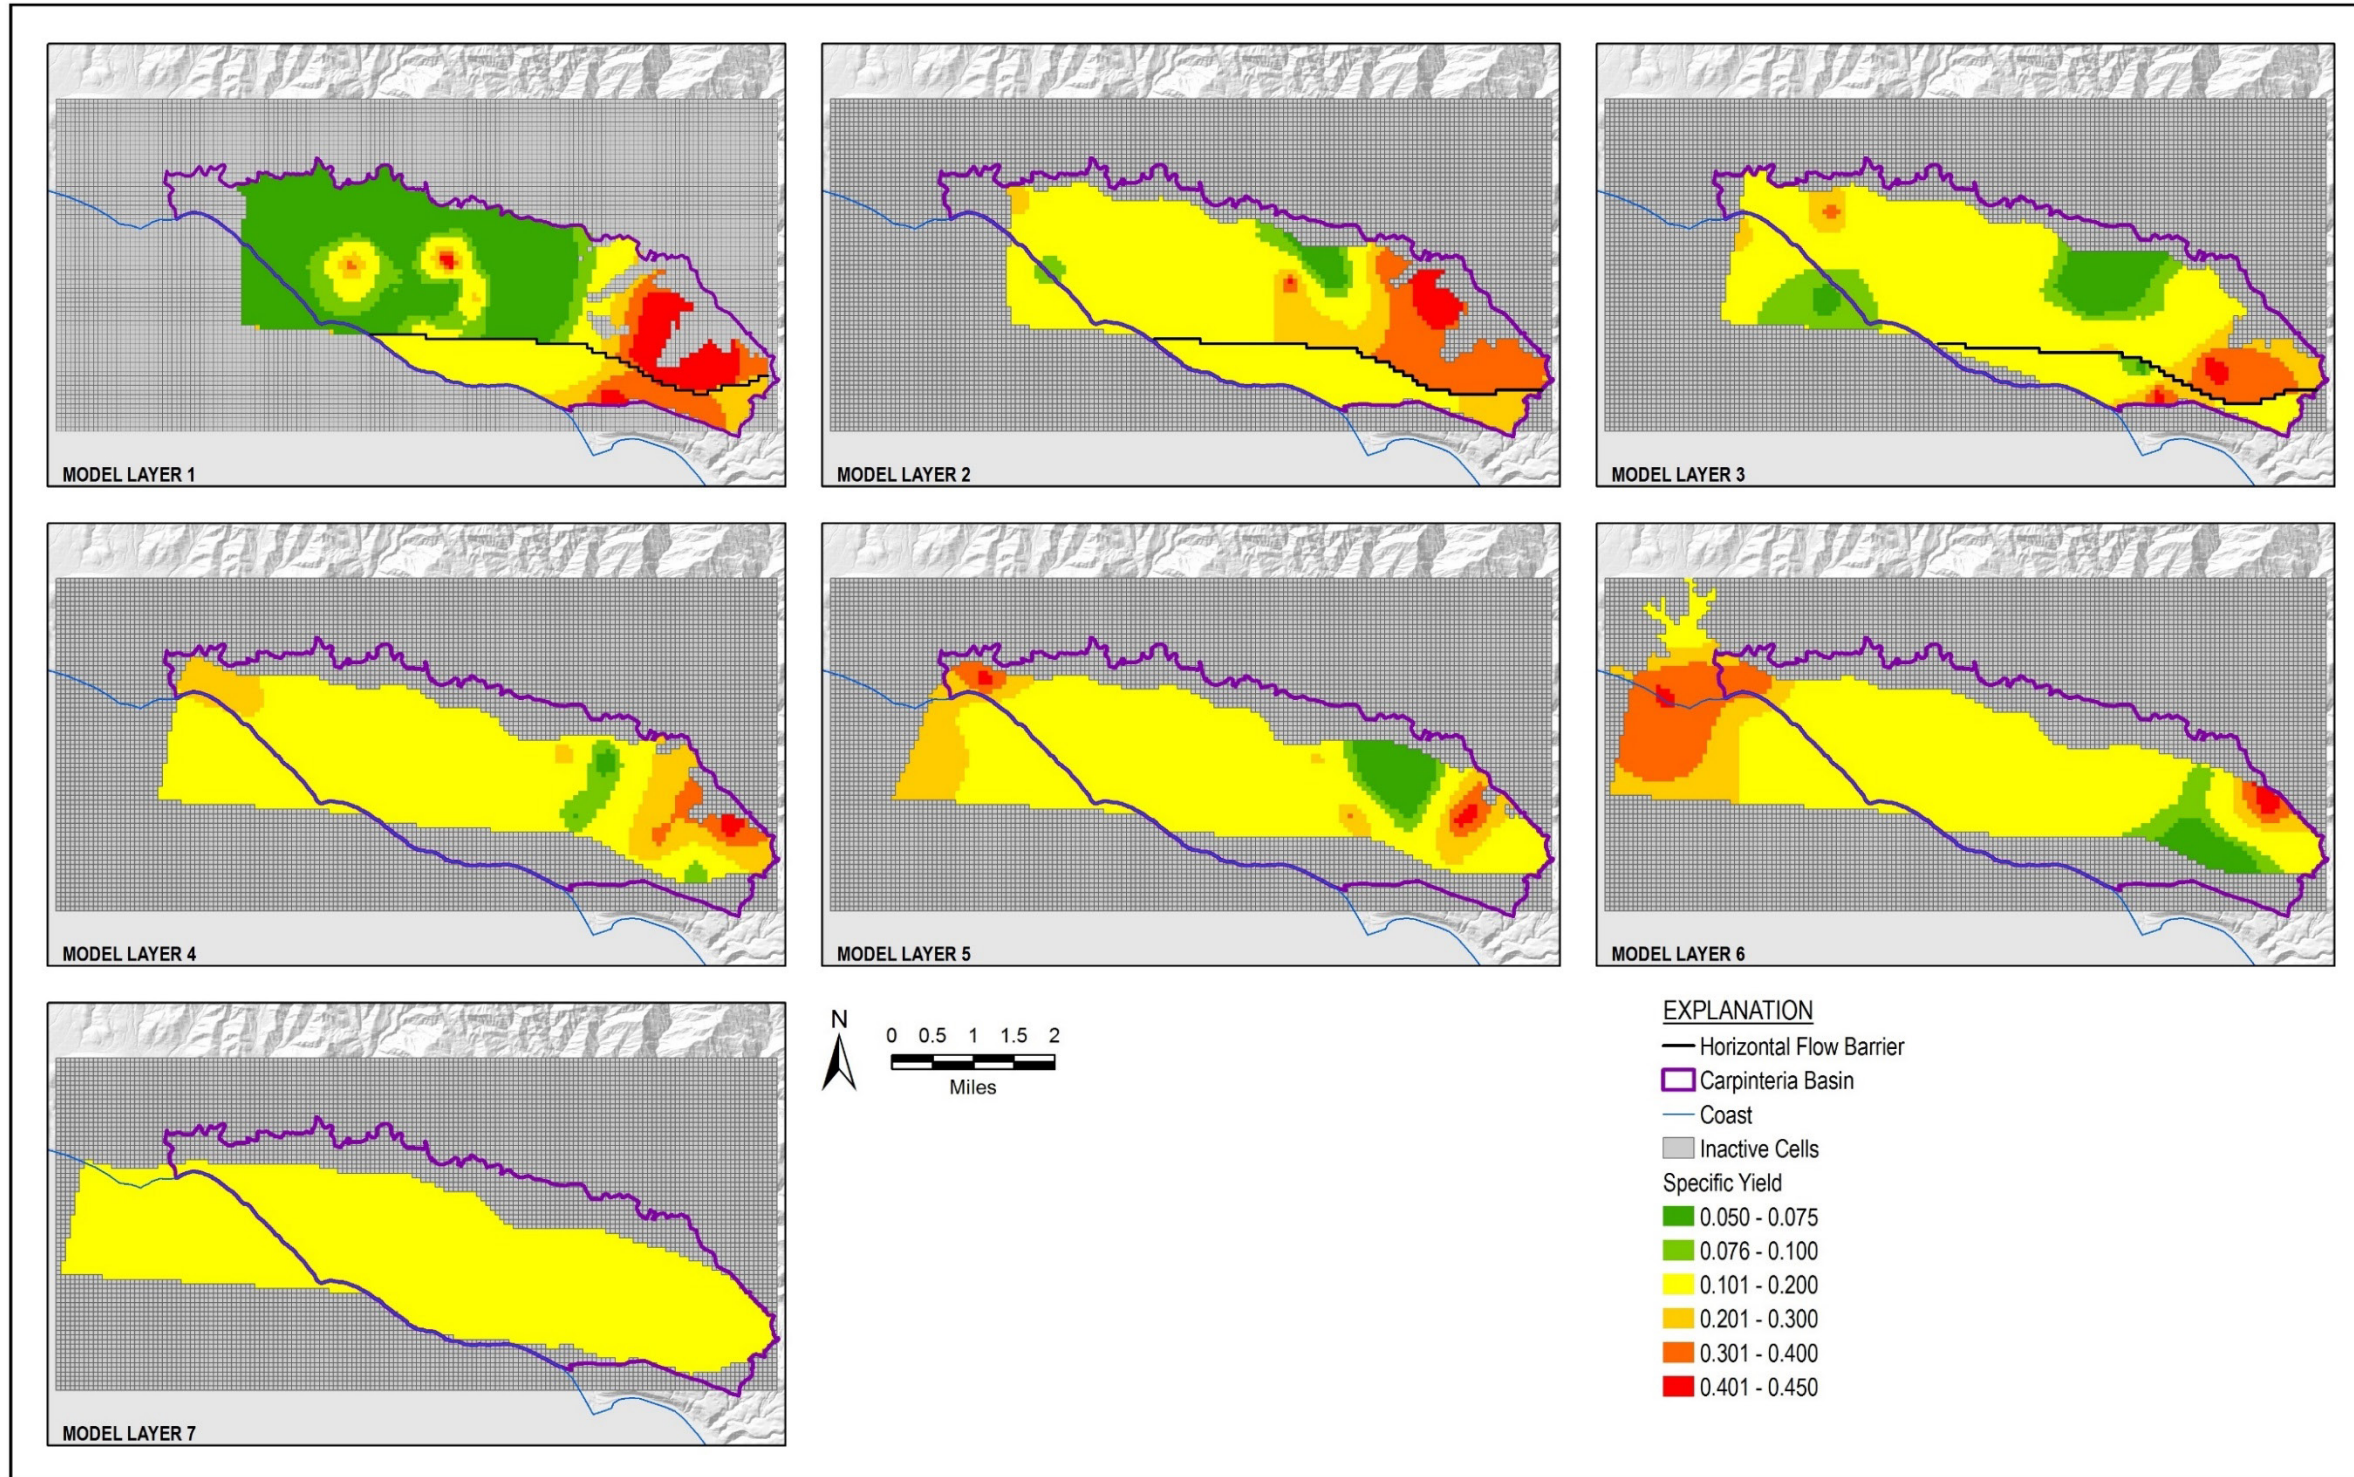 MODEL LAYER 1
MODEL LAYER 2
MODEL LAYER 3
MODEL LAYER 4
MODEL LAYER 5
MODEL LAYER 6
MODEL LAYER 7
N
0 0.5 1 1.5 2
Miles
EXPLANATION
Horizontal Flow Barrier
Carpinteria Basin
Coast
Inactive Cells
Specific Yield
0.050 - 0.075
0.076 - 0.100
0.101 - 0.200
0.201 - 0.300
0.301 - 0.400
0.401 - 0.450